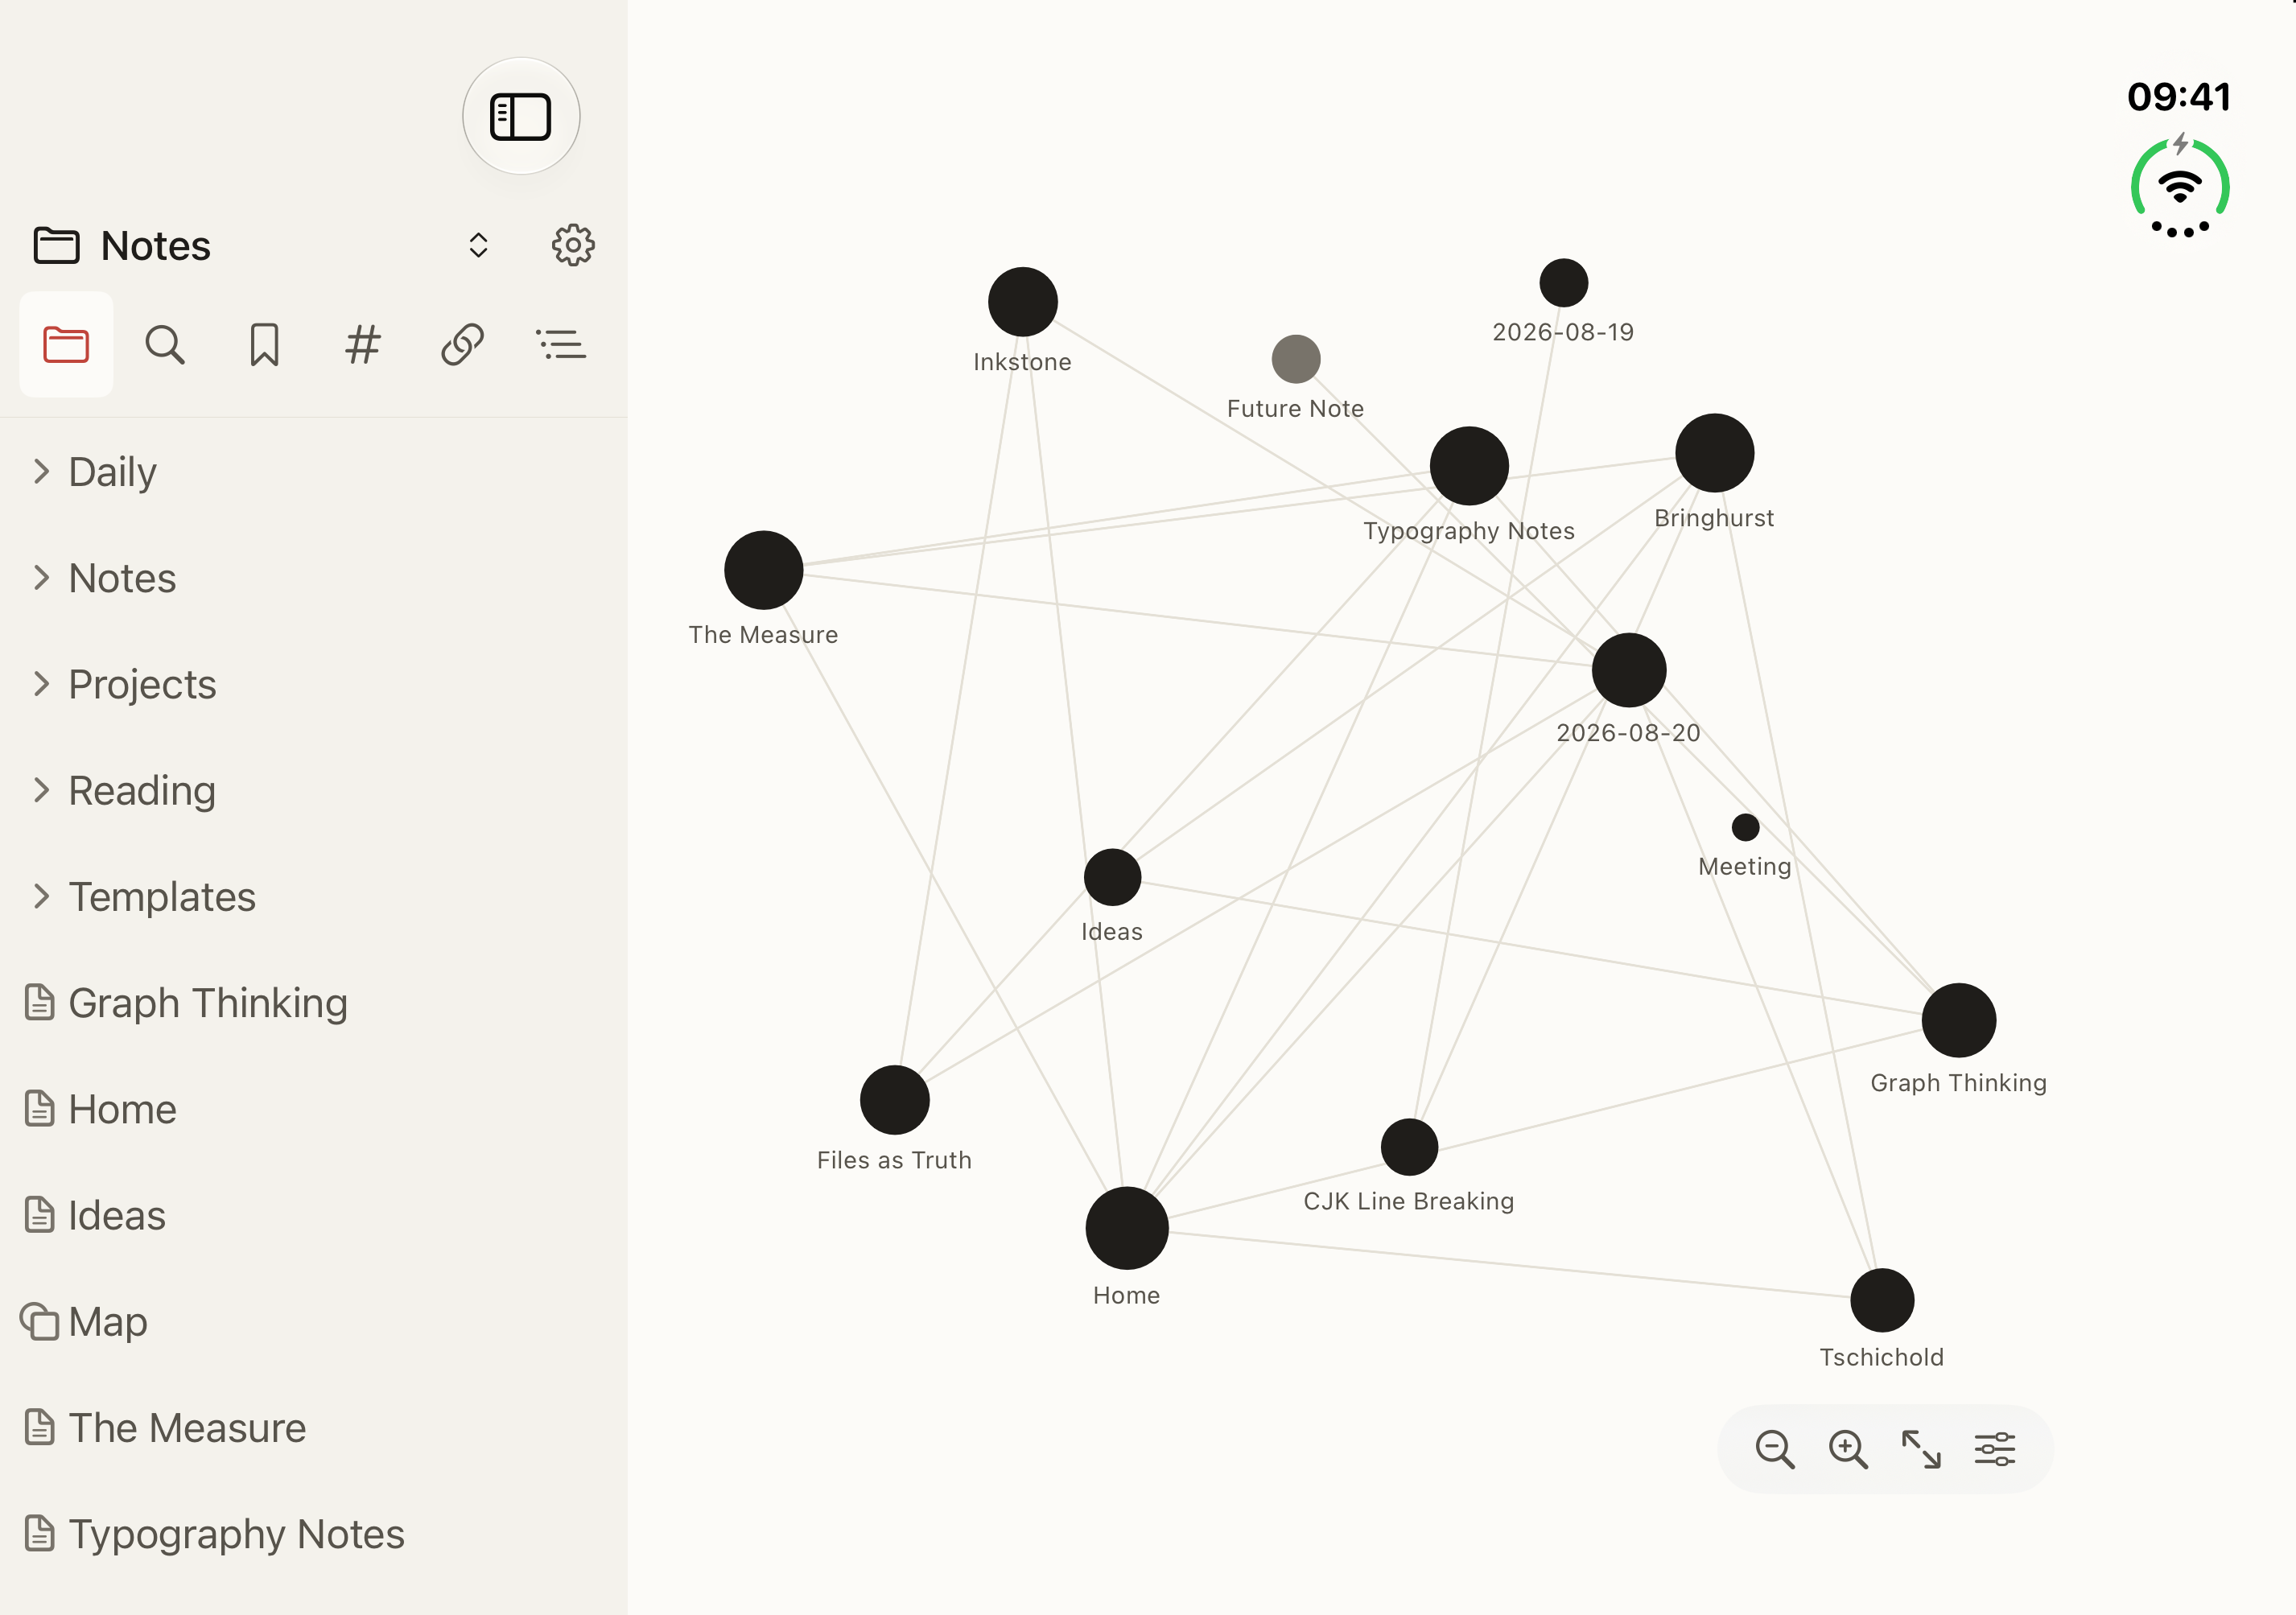 09:41
Notes
Daily
Notes
Projects
Reading
Templates
Graph Thinking
Home
Ideas
Map
The Measure
Typography Notes
Inkstone
2026-08-19
Future Note
Typography Notes
Bringhurst
The Measure
2026-08-20
Meeting
Ideas
Graph Thinking
Files as Truth
CJK Line Breaking
Home
Tschichold